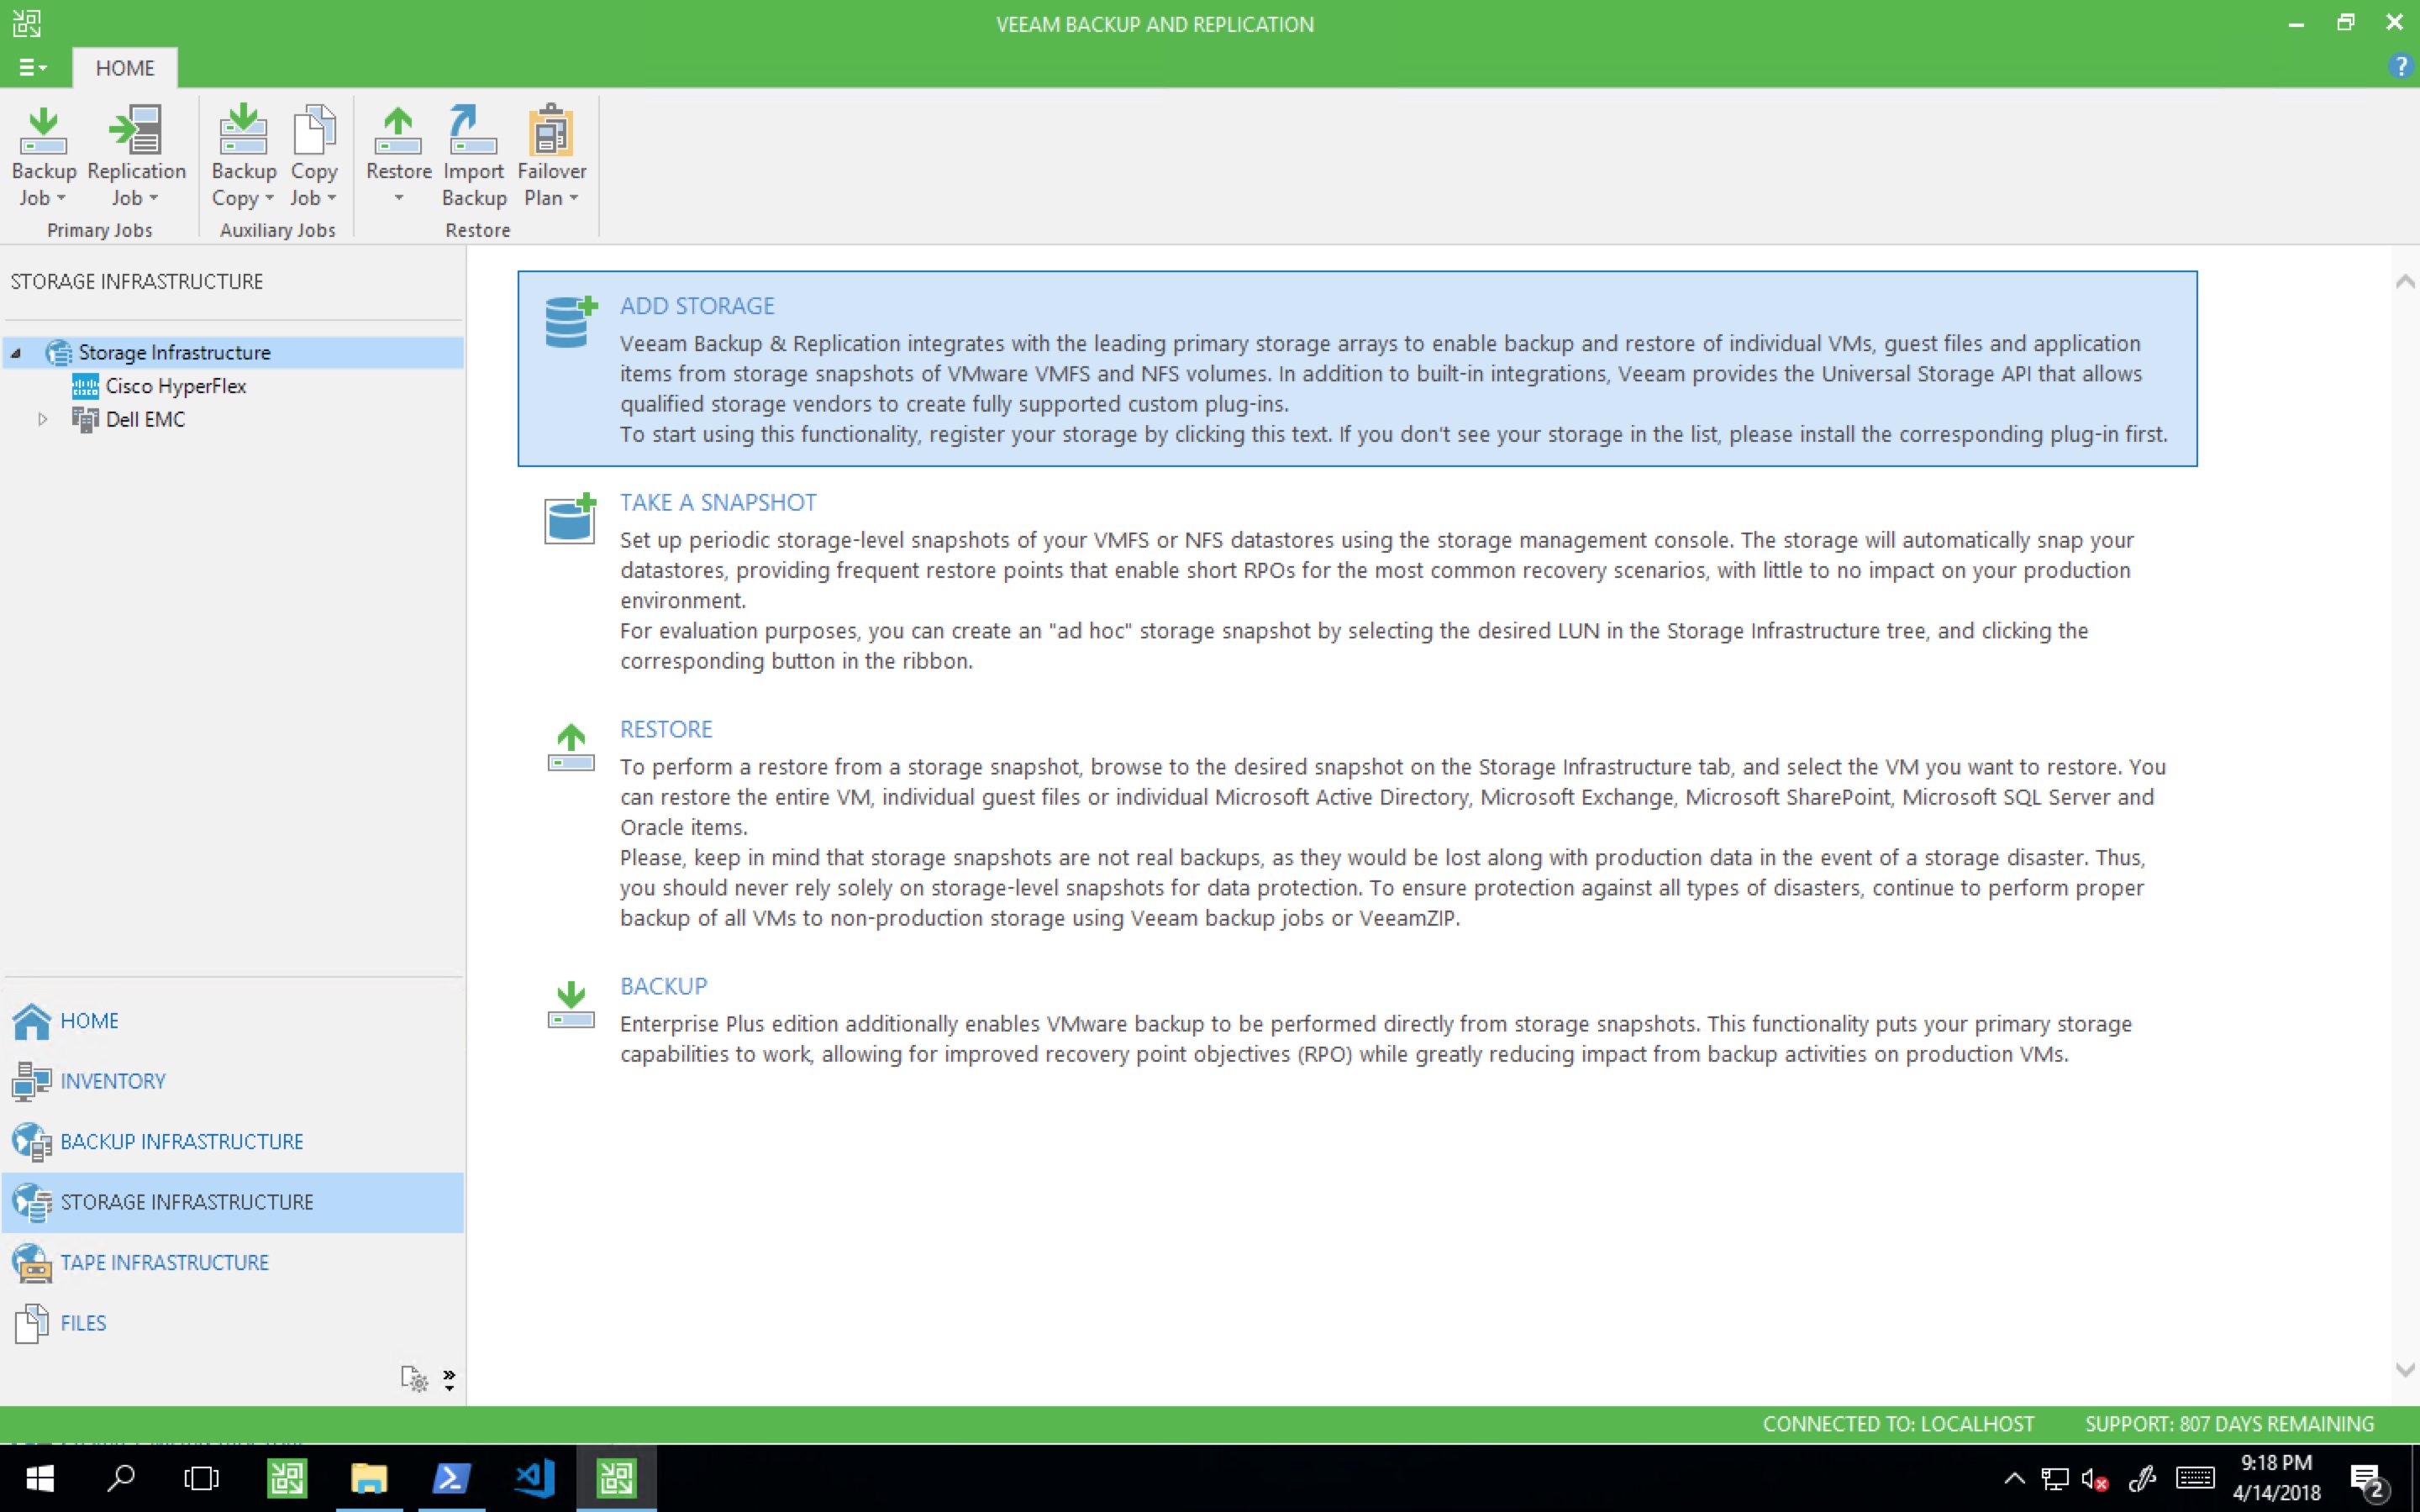 VEEAM BACKUP AND REPLICATION
HOME
?
Backup Job
Replication Job
Primary Jobs
Backup Copy
Copy Job
Auxiliary Jobs
Restore
Import Backup
Failover Plan
Restore
STORAGE INFRASTRUCTURE
Storage Infrastructure
CISCO
Cisco HyperFlex
Dell EMC
HOME
INVENTORY
BACKUP INFRASTRUCTURE
STORAGE INFRASTRUCTURE
TAPE INFRASTRUCTURE
FILES
ADD STORAGE
Veeam Backup & Replication integrates with the leading primary storage arrays to enable backup and restore of individual VMs, guest files and application
items from storage snapshots of VMware VMFS and NFS volumes. In addition to built-in integrations, Veeam provides the Universal Storage API that allows
qualified storage vendors to create fully supported custom plug-ins.
To start using this functionality, register your storage by clicking this text. If you don't see your storage in the list, please install the corresponding plug-in first.
TAKE A SNAPSHOT
Set up periodic storage-level snapshots of your VMFS or NFS datastores using the storage management console. The storage will automatically snap your
datastores, providing frequent restore points that enable short RPOs for the most common recovery scenarios, with little to no impact on your production
environment.
For evaluation purposes, you can create an "ad hoc" storage snapshot by selecting the desired LUN in the Storage Infrastructure tree, and clicking the
corresponding button in the ribbon.
RESTORE
To perform a restore from a storage snapshot, browse to the desired snapshot on the Storage Infrastructure tab, and select the VM you want to restore. You
can restore the entire VM, individual guest files or individual Microsoft Active Directory, Microsoft Exchange, Microsoft SharePoint, Microsoft SQL Server and
Oracle items.
Please, keep in mind that storage snapshots are not real backups, as they would be lost along with production data in the event of a storage disaster. Thus,
you should never rely solely on storage-level snapshots for data protection. To ensure protection against all types of disasters, continue to perform proper
backup of all VMs to non-production storage using Veeam backup jobs or VeeamZIP.
BACKUP
Enterprise Plus edition additionally enables VMware backup to be performed directly from storage snapshots. This functionality puts your primary storage
capabilities to work, allowing for improved recovery point objectives (RPO) while greatly reducing impact from backup activities on production VMs.
CONNECTED TO: LOCALHOST
SUPPORT: 807 DAYS REMAINING
9:18 PM
4/14/2018
2